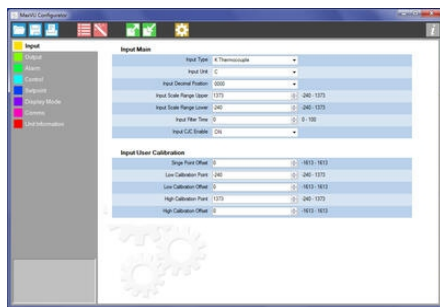 MaxVU Configurator
Input
Output
Alarm
Control
Setpoint
Display Mode
Comms
Unit Information
Input Main
Input Type K Thermocouple
Input Unit C
Input Decimal Position 0000
Input Scale Range Upper 1373 -240 - 1373
Input Scale Range Lower -240 -240 - 1373
Input Filter Time 0 0 - 100
Input CJC Enable ON
Input User Calibration
Single Point Offset 0 -1613 - 1613
Low Calibration Point -240 -240 - 1373
Low Calibration Offset 0 -1613 - 1613
High Calibration Point 1373 -240 - 1373
High Calibration Offset 0 -1613 - 1613